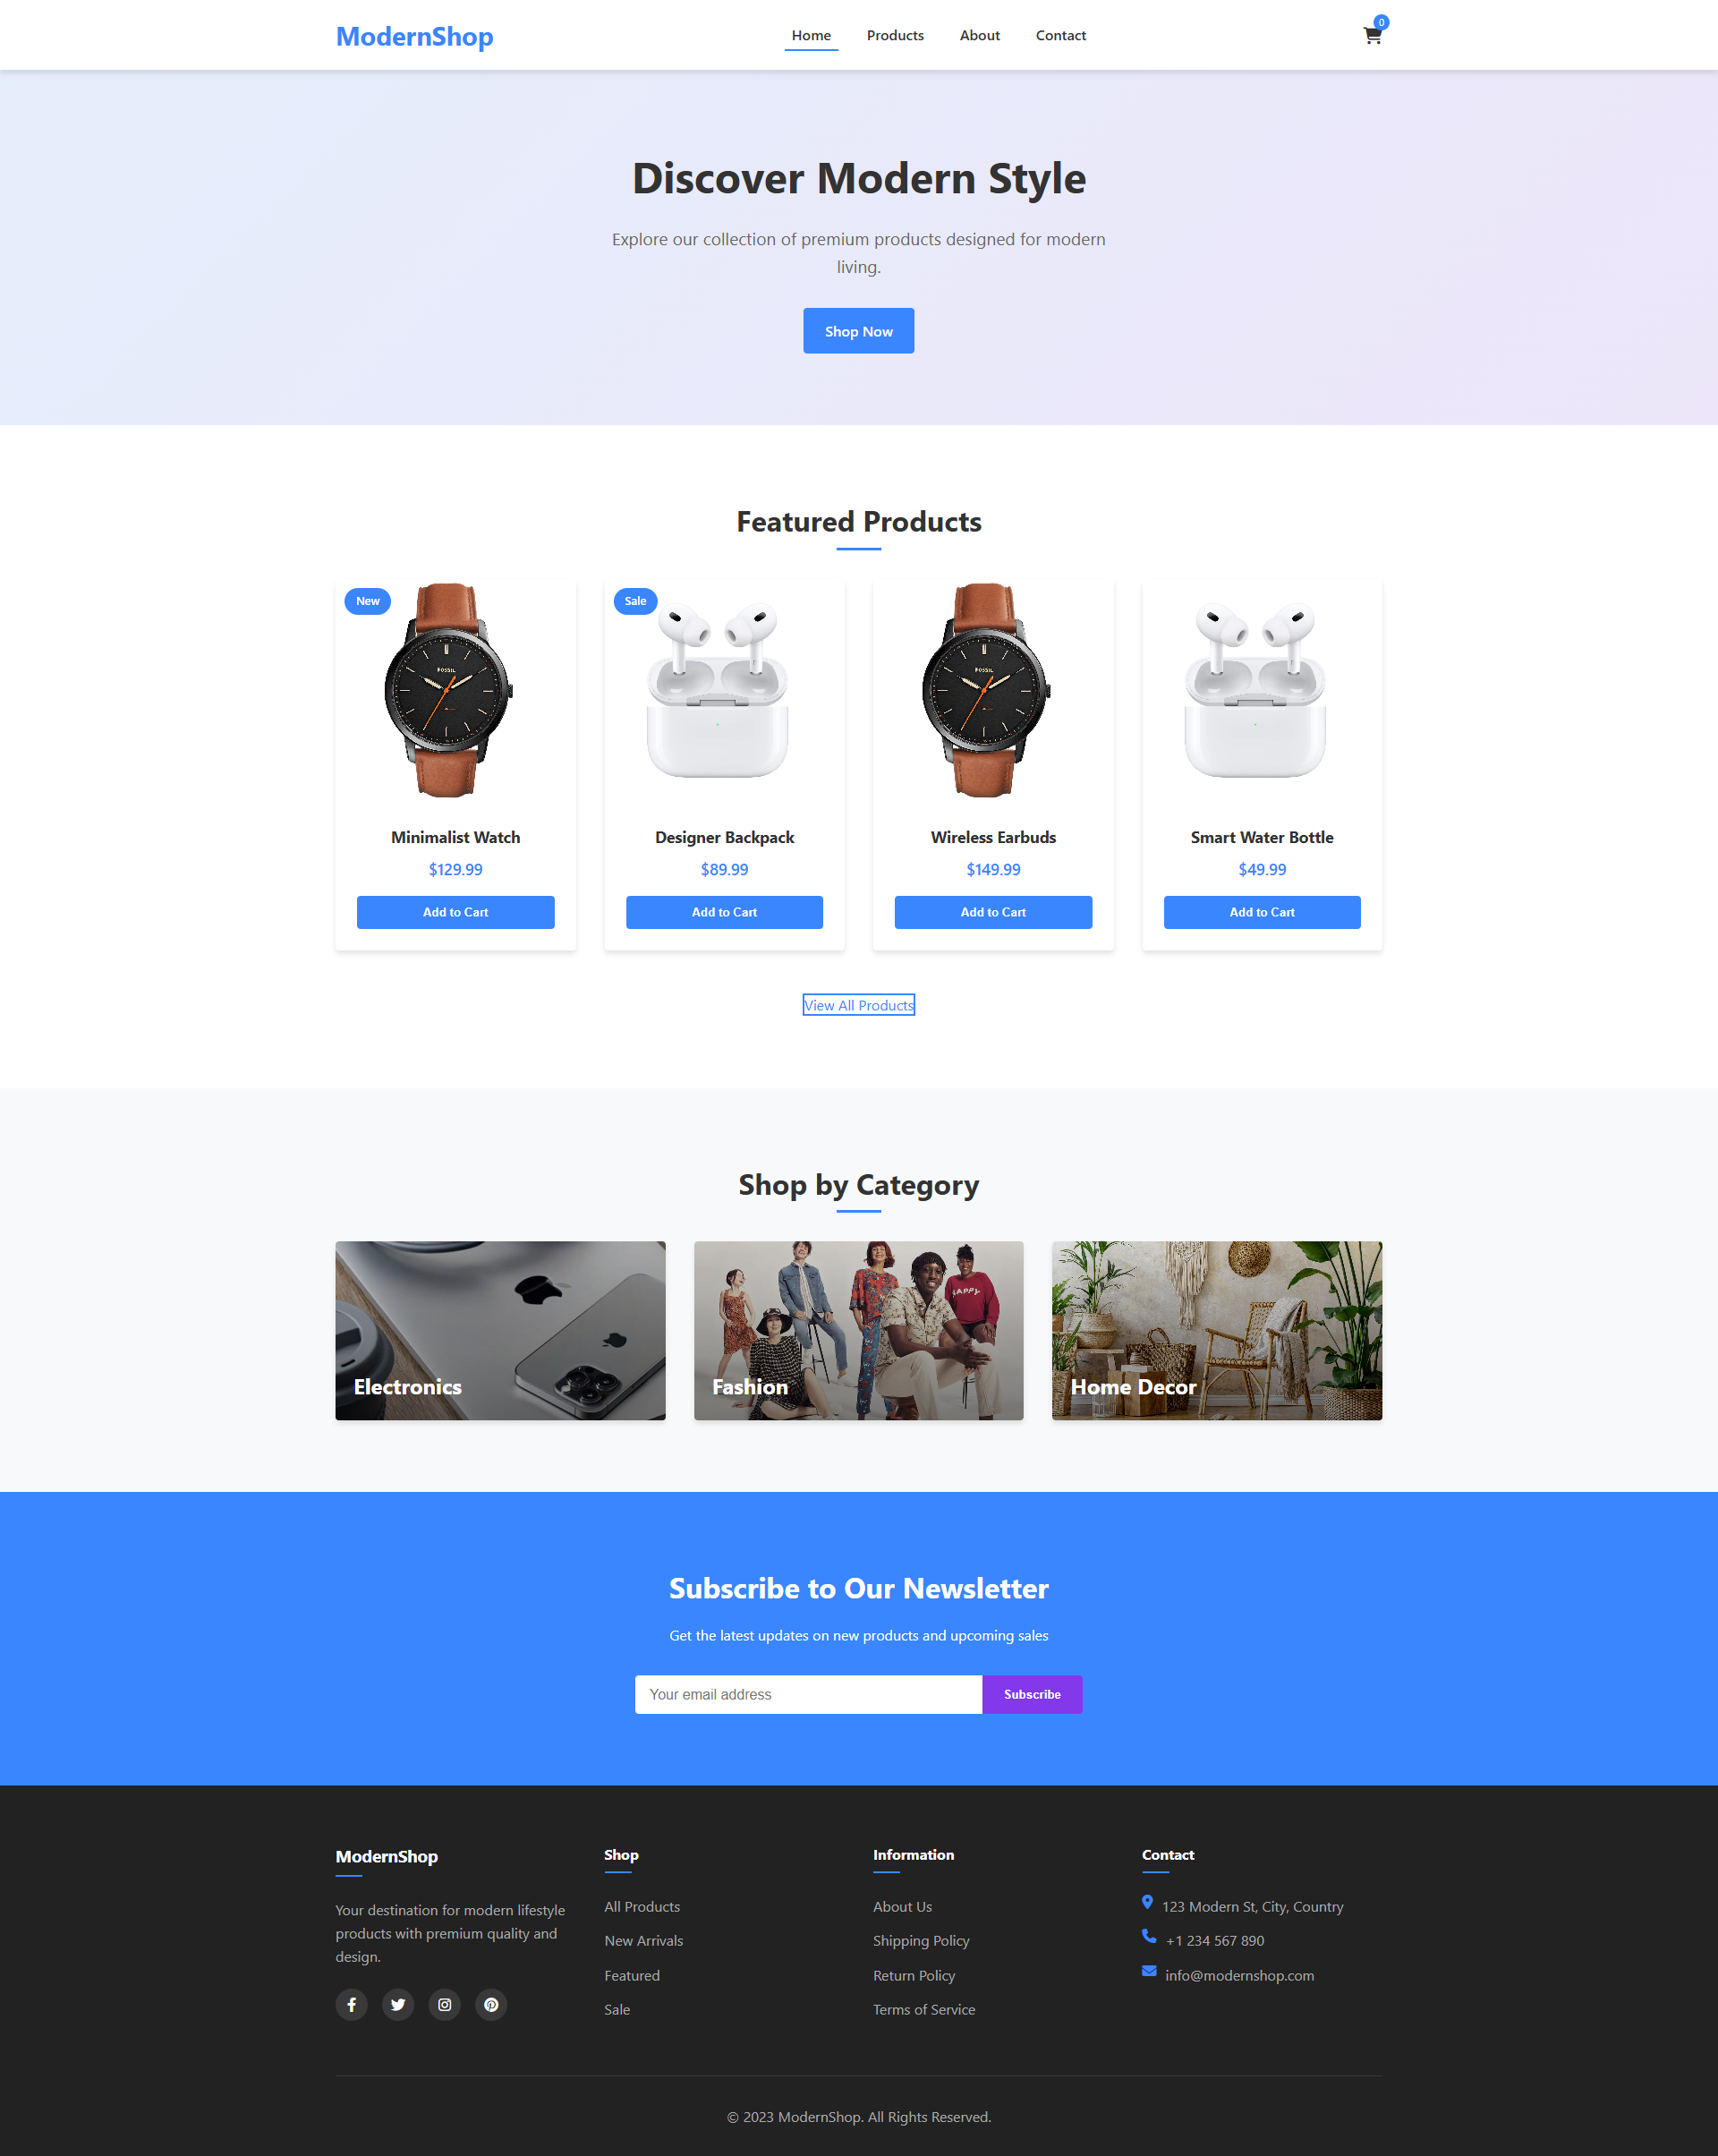 ModernShop
Home
Products
About
Contact
0
Discover Modern Style
Explore our collection of premium products designed for modern
living.
Shop Now
Featured Products
New
FOSSIL
Minimalist Watch
$129.99
Add to Cart
Sale
Designer Backpack
$89.99
Add to Cart
FOSSIL
Wireless Earbuds
$149.99
Add to Cart
Smart Water Bottle
$49.99
Add to Cart
View All Products
Shop by Category
Electronics
HAPPY
Fashion
Home Decor
Subscribe to Our Newsletter
Get the latest updates on new products and upcoming sales
Your email address
Subscribe
ModernShop
Your destination for modern lifestyle
products with premium quality and
design.
Shop
All Products
New Arrivals
Featured
Sale
Information
About Us
Shipping Policy
Return Policy
Terms of Service
Contact
123 Modern St, City, Country
+1 234 567 890
info@modernshop.com
© 2023 ModernShop. All Rights Reserved.